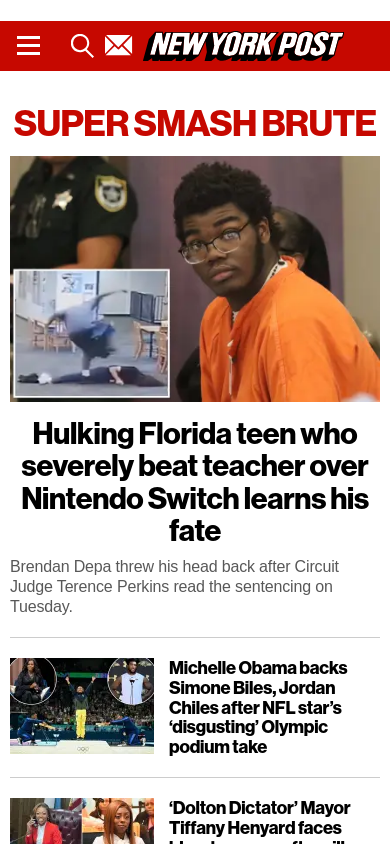 NEW YORK POST
SUPER SMASH BRUTE
Hulking Florida teen who
severely beat teacher over
Nintendo Switch learns his
fate
Brendan Depa threw his head back after Circuit
Judge Terence Perkins read the sentencing on
Tuesday.
Michelle Obama backs
Simone Biles, Jordan
Chiles after NFL star’s
‘disgusting’ Olympic
podium take
‘Dolton Dictator’ Mayor
Tiffany Henyard faces